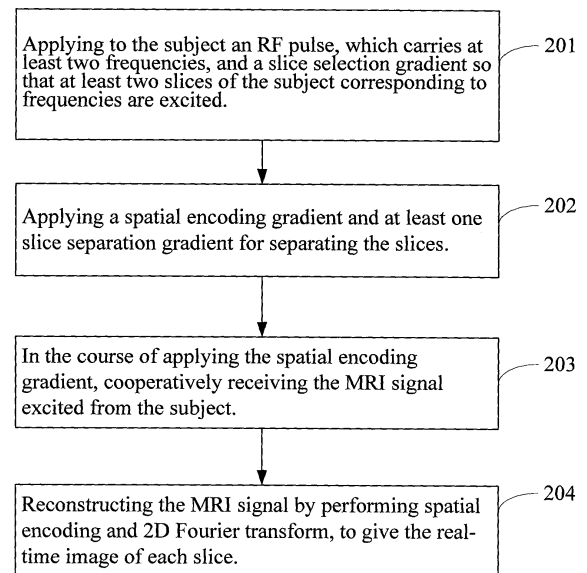 Applying to the subject an RF pulse, which carries at
least two frequencies, and a slice selection gradient so
that at least two slices of the subject corresponding to
frequencies are excited.
201
Applying a spatial encoding gradient and at least one
slice separation gradient for separating the slices.
202
In the course of applying the spatial encoding
gradient, cooperatively receiving the MRI signal
excited from the subject.
203
Reconstructing the MRI signal by performing spatial
encoding and 2D Fourier transform, to give the real-
time image of each slice.
204